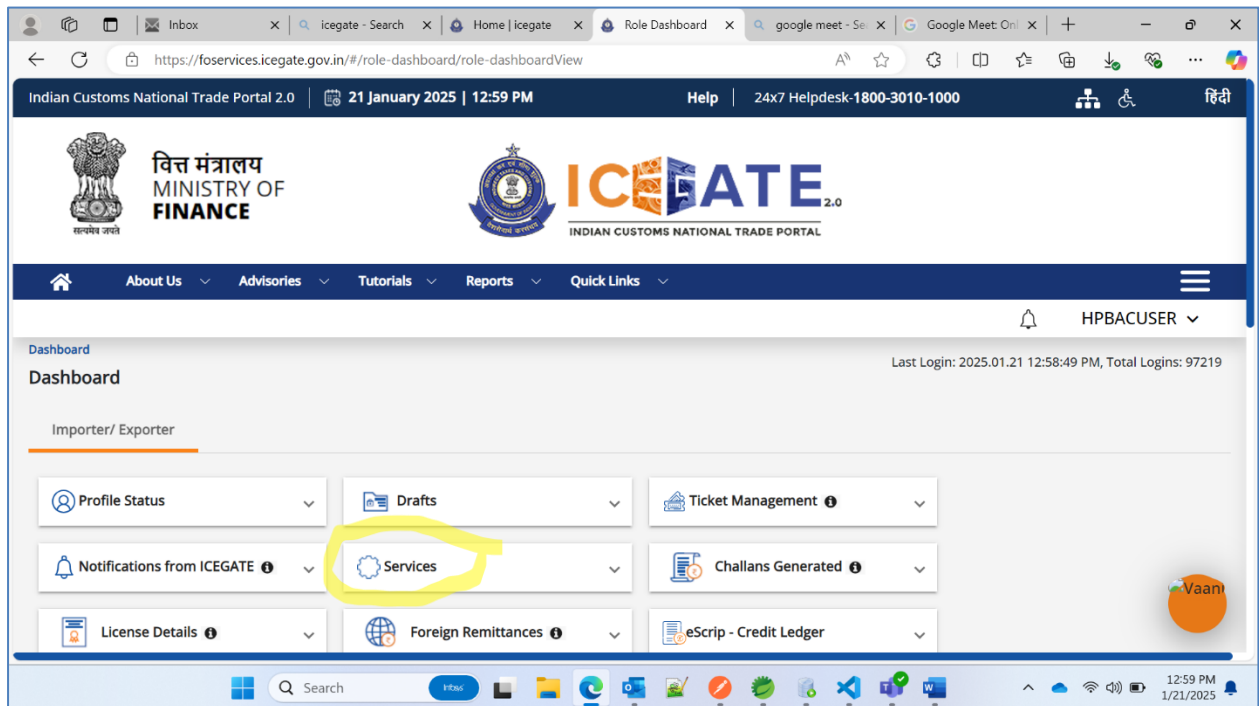 Inbox
icegate - Search
Home | icegate
Role Dashboard
google meet - Se
Google Meet: Onl
https://foservices.icegate.gov.in/#/role-dashboard/role-dashboardView
Indian Customs National Trade Portal 2.0
21 January 2025 | 12:59 PM
Help
24x7 Helpdesk-1800-3010-1000
हिंदी
वित्त मंत्रालय
MINISTRY OF
FINANCE
सत्यमेव जयते
ICEGATE 2.0
INDIAN CUSTOMS NATIONAL TRADE PORTAL
About Us
Advisories
Tutorials
Reports
Quick Links
HPBACUSER
Dashboard
Last Login: 2025.01.21 12:58:49 PM, Total Logins: 97219
Dashboard
Importer/ Exporter
Profile Status
Drafts
Ticket Management
Notifications from ICEGATE
Services
Challans Generated
Vaani
License Details
Foreign Remittances
eScrip - Credit Ledger
Search
12:59 PM
1/21/2025